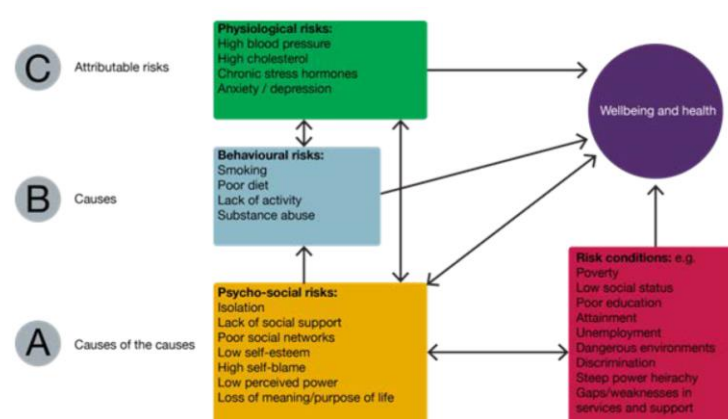 C
Attributable risks
Physiological risks:
High blood pressure
High cholesterol
Chronic stress hormones
Anxiety / depression
Wellbeing and health
B
Causes
Behavioural risks:
Smoking
Poor diet
Lack of activity
Substance abuse
A
Causes of the causes
Psycho-social risks:
Isolation
Lack of social support
Poor social networks
Low self-esteem
High self-blame
Low perceived power
Loss of meaning/purpose of life
Risk conditions: e.g.
Poverty
Low social status
Poor education
Attainment
Unemployment
Dangerous environments
Discrimination
Steep power heirachy
Gaps/weaknesses in
services and support